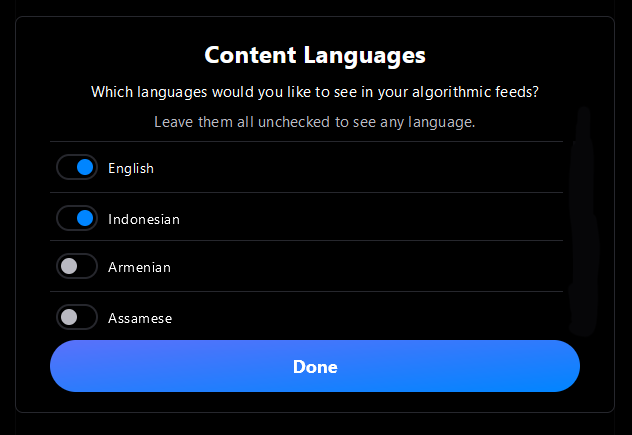 Content Languages
Which languages would you like to see in your algorithmic feeds?
Leave them all unchecked to see any language.
English
Indonesian
Armenian
Assamese
Done